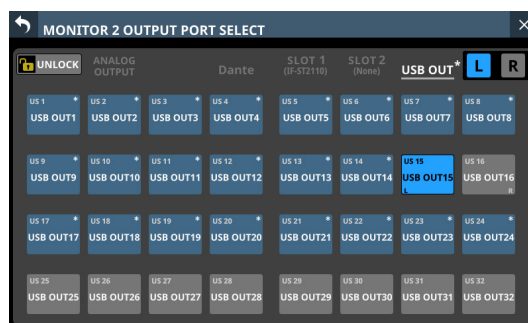 MONITOR 2 OUTPUT PORT SELECT
UNLOCK
ANALOG OUTPUT
Dante
SLOT 1 (IF-ST2110)
SLOT 2 (None)
USB OUT*
L
R
US 1 * US 2 * US 3 * US 4 * US 5 * US 6 * US 7 * US 8 *
USB OUT1 USB OUT2 USB OUT3 USB OUT4 USB OUT5 USB OUT6 USB OUT7 USB OUT8
US 9 * US 10 * US 11 * US 12 * US 13 * US 14 * US 15 US 16
USB OUT9 USB OUT10 USB OUT11 USB OUT12 USB OUT13 USB OUT14 USB OUT15 USB OUT16
L R
US 17 * US 18 * US 19 * US 20 * US 21 * US 22 * US 23 * US 24 *
USB OUT17 USB OUT18 USB OUT19 USB OUT20 USB OUT21 USB OUT22 USB OUT23 USB OUT24
US 25 US 26 US 27 US 28 US 29 US 30 US 31 US 32
USB OUT25 USB OUT26 USB OUT27 USB OUT28 USB OUT29 USB OUT30 USB OUT31 USB OUT32